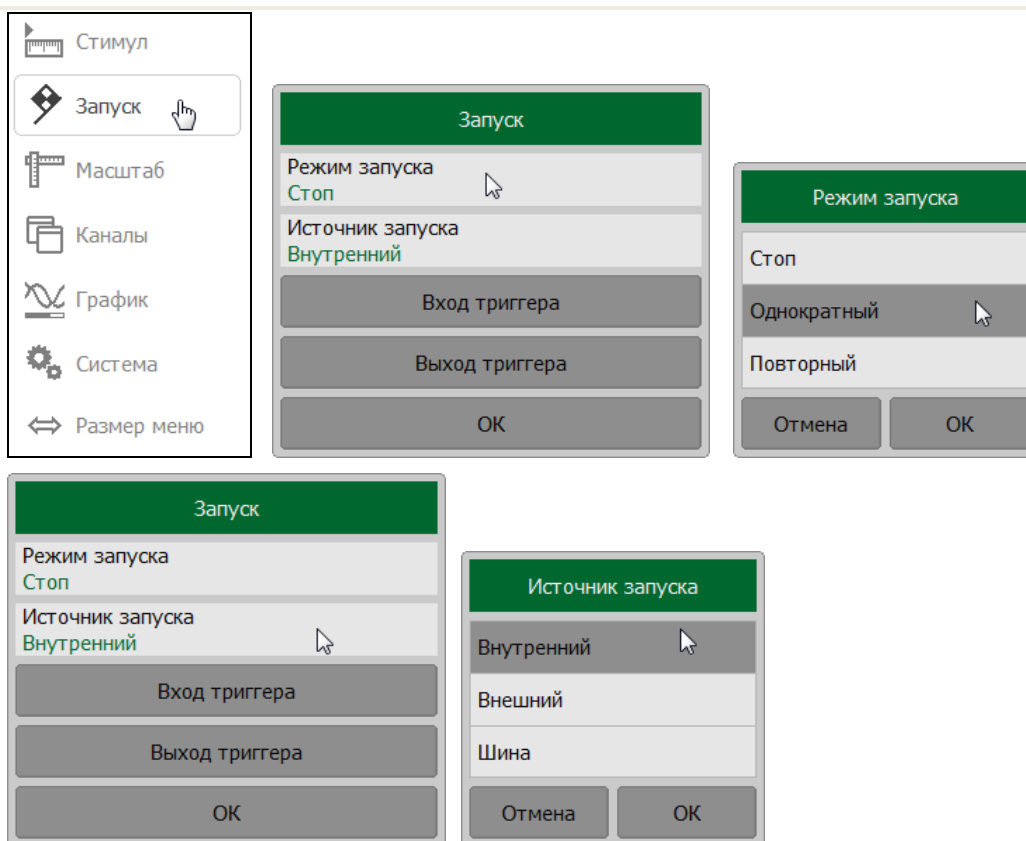 Стимул
Запуск
Масштаб
Каналы
График
Система
Размер меню
Запуск
Режим запуска
Стоп
Источник запуска
Внутренний
Вход триггера
Выход триггера
ОК
Режим запуска
Стоп
Однократный
Повторный
Отмена
ОК
Запуск
Режим запуска
Стоп
Источник запуска
Внутренний
Вход триггера
Выход триггера
ОК
Источник запуска
Внутренний
Внешний
Шина
Отмена
ОК